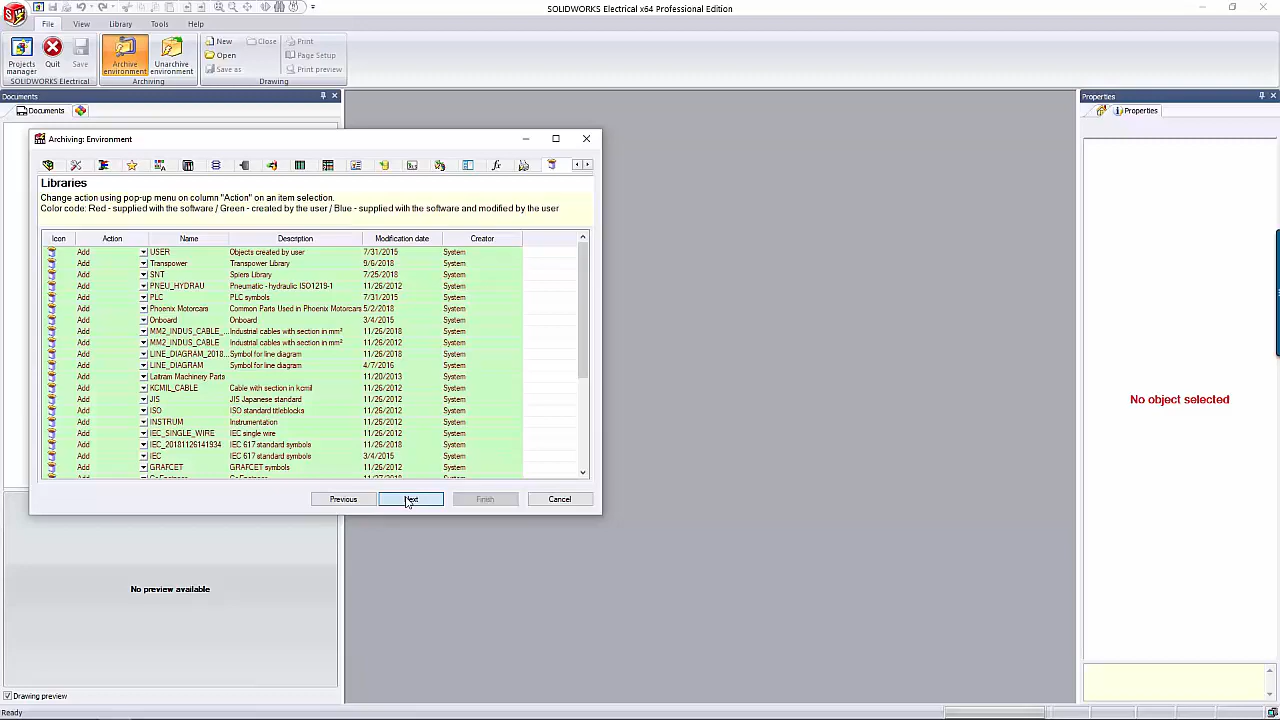 SOLIDWORKS Electrical x64 Professional Edition
File View Library Tools Help
Projects manager
Quit
Save
Archive environment
Unarchive environment
New
Open
Save as
Close
Print
Page Setup
Print preview
SOLIDWORKS Electrical
Archiving
Drawing
Documents
Documents
Properties
Properties
Archiving: Environment
Libraries
Change action using pop-up menu on column "Action" on an item selection.
Color code: Red - supplied with the software / Green - created by the user / Blue - supplied with the software and modified by the user
Icon Action Name Description Modification date Creator
Add USER Objects created by user 7/31/2015 System
Add Transpower Transpower Library 9/6/2018 System
Add SNT Splers Library 7/25/2018 System
Add PNEU_HYDRAU Pneumatic - hydraulic ISO1219-1 11/26/2012 System
Add PLC PLC symbols 7/31/2015 System
Add Phoenix Motorcars Common Parts Used in Phoenix Motorcars 5/2/2018 System
Add Onboard Onboard 3/4/2015 System
Add MM2_INDUS_CABLE_... Industrial cables with section in mm² 11/26/2018 System
Add MM2_INDUS_CABLE Industrial cables with section in mm² 11/26/2012 System
Add LINE_DIAGRAM_2018... Symbol for line diagram 11/26/2018 System
Add LINE_DIAGRAM Symbol for line diagram 4/7/2016 System
Add Laitram Machinery Parts 11/20/2013 System
Add KCMIL_CABLE Cable with section in kcmil 11/26/2012 System
Add JIS JIS Japanese standard 11/26/2012 System
Add ISO ISO standard titleblocks 11/26/2012 System
Add INSTRUM Instrumentation 11/26/2012 System
Add IEC_SINGLE_WIRE IEC single wire 11/26/2012 System
Add IEC_20181126141934 IEC 617 standard symbols 11/26/2018 System
Add IEC IEC 617 standard symbols 3/4/2015 System
Add GRAFCET GRAFCET symbols 11/26/2012 System
Previous Next Finish Cancel
No object selected
No preview available
Drawing preview
Ready